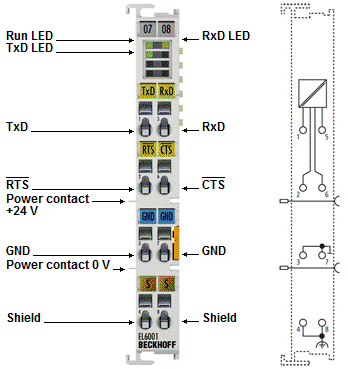 Run LED
TxD LED
RxD LED
07 08
TxD RxD
TxD
RxD
RTS CTS
RTS
CTS
Power contact
+24 V
GND GND
GND
GND
Power contact 0 V
S S
Shield
Shield
EL6001
BECKHOFF
1 5
2 6
3 7
4 8